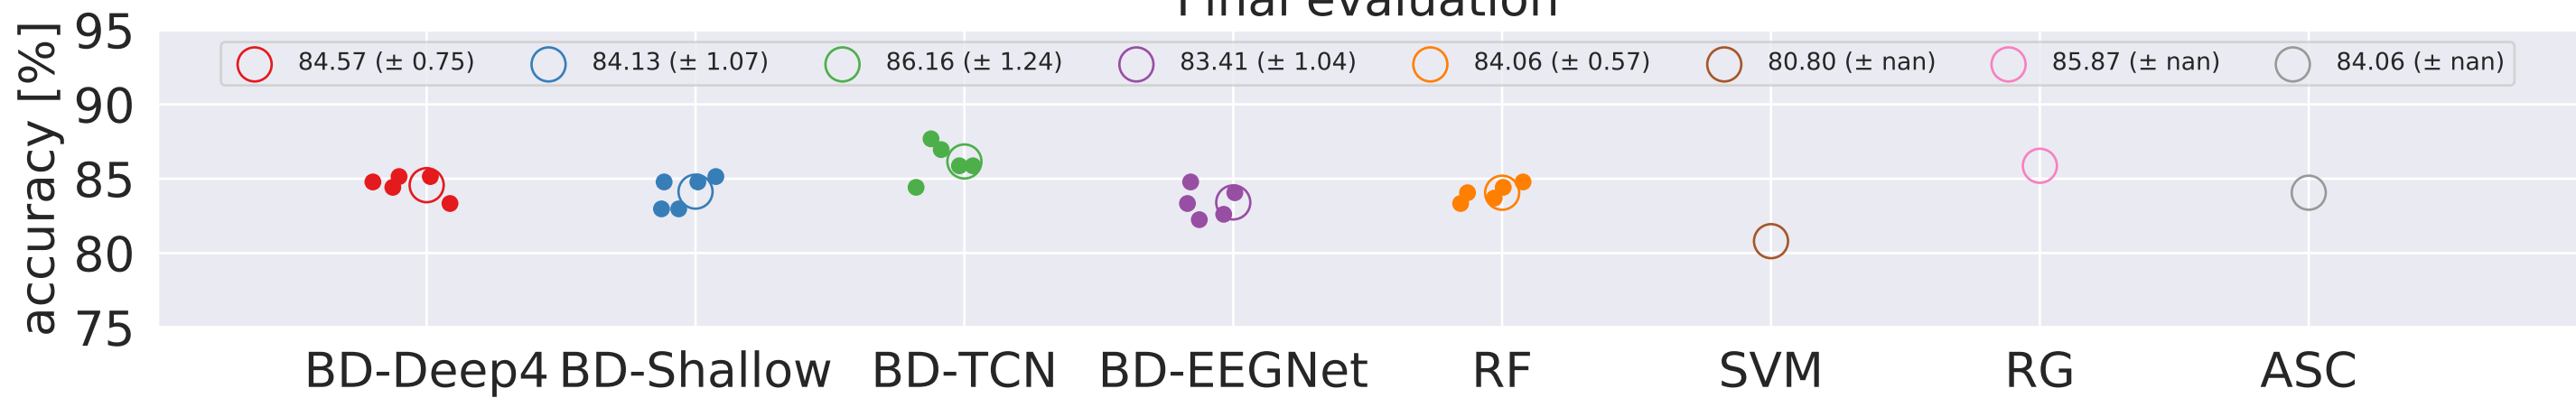 Final evaluation
accuracy [%]
95
90
85
80
75
84.57 (± 0.75) 84.13 (± 1.07) 86.16 (± 1.24) 83.41 (± 1.04) 84.06 (± 0.57) 80.80 (± nan) 85.87 (± nan) 84.06 (± nan)
BD-Deep4 BD-Shallow BD-TCN BD-EEGNet RF SVM RG ASC